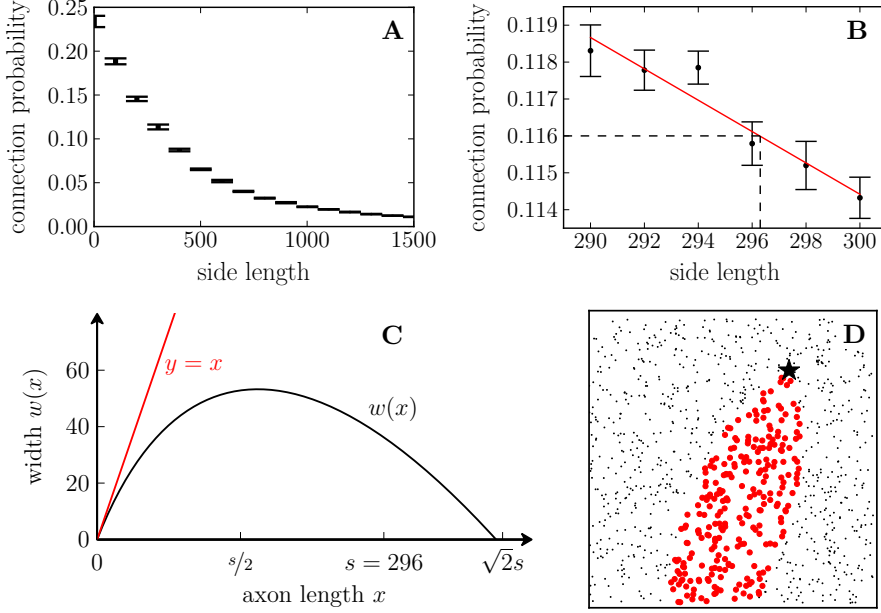 A
connection probability
0.25
0.20
0.15
0.10
0.05
0.00
0
500
1000
1500
side length
B
connection probability
0.119
0.118
0.117
0.116
0.115
0.114
290
292
294
296
298
300
side length
C
width w(x)
60
40
20
0
y = x
w(x)
0
s/2
s = 296
√2s
axon length x
D